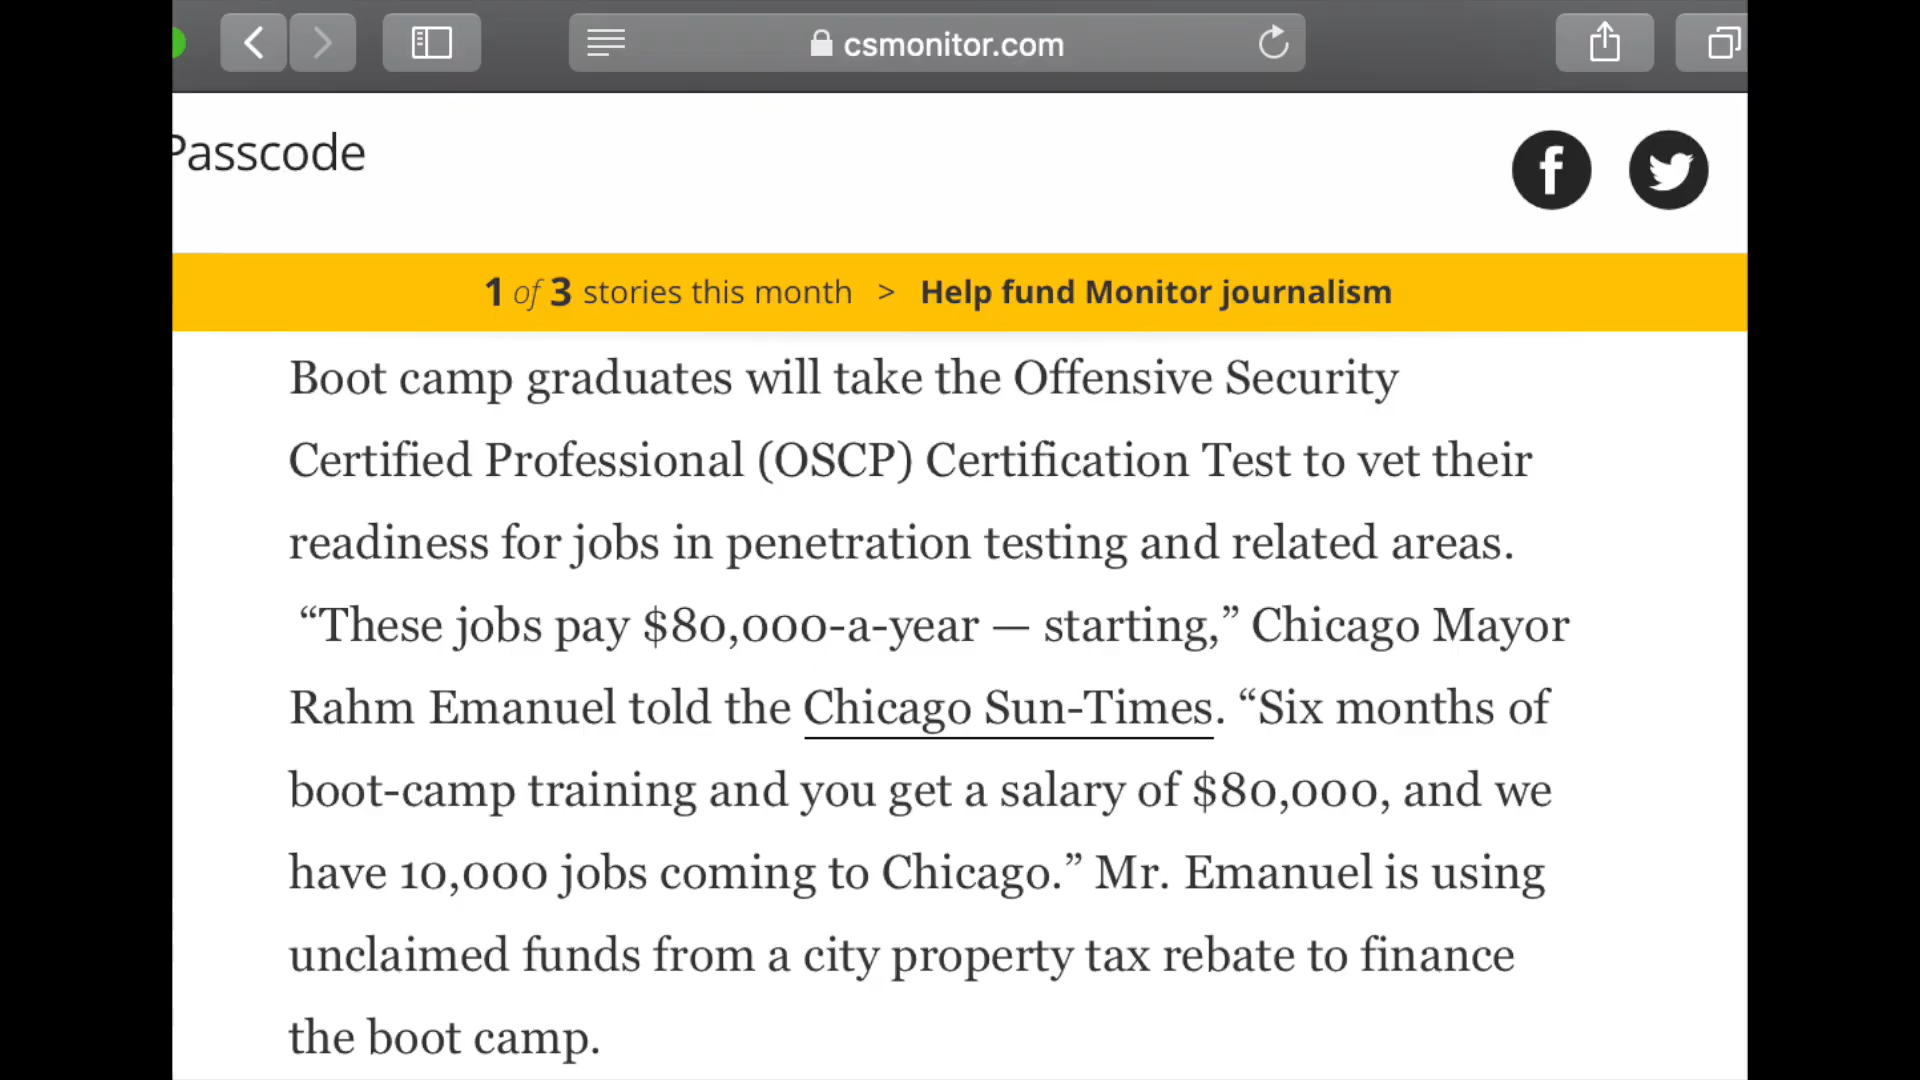 csmonitor.com
Passcode
1 of 3 stories this month > Help fund Monitor journalism
Boot camp graduates will take the Offensive Security
Certified Professional (OSCP) Certification Test to vet their
readiness for jobs in penetration testing and related areas.
“These jobs pay $80,000-a-year — starting,” Chicago Mayor
Rahm Emanuel told the Chicago Sun-Times. “Six months of
boot-camp training and you get a salary of $80,000, and we
have 10,000 jobs coming to Chicago.” Mr. Emanuel is using
unclaimed funds from a city property tax rebate to finance
the boot camp.